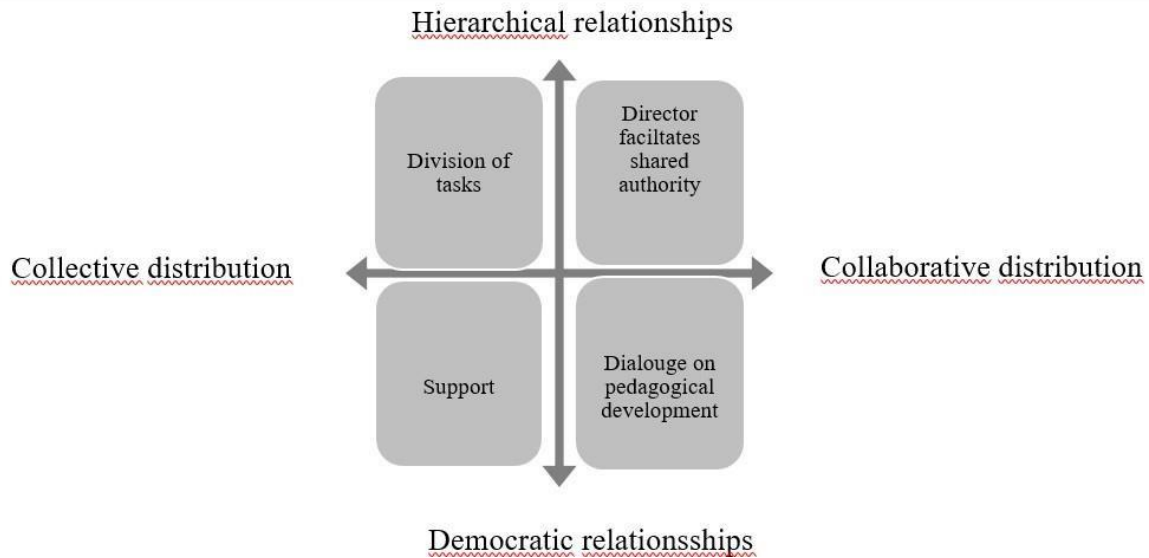 Hierarchical relationships
Division of
tasks
Director
faciltates
shared
authority
Collective distribution
Collaborative distribution
Support
Dialouge on
pedagogical
development
Democratic relationsships